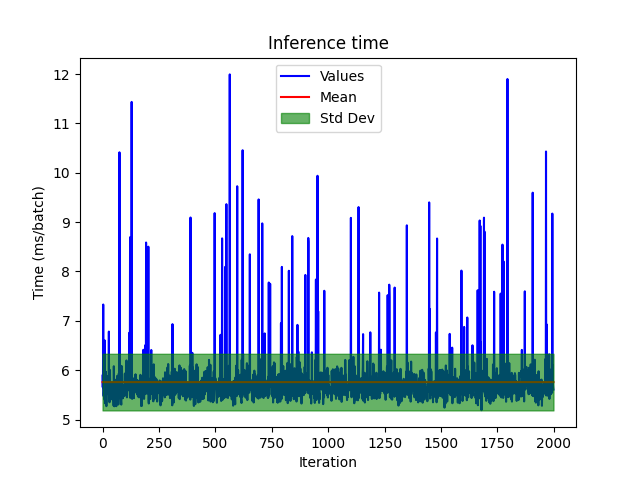 Inference time
Values
Mean
Std Dev
Time (ms/batch)
12
11
10
9
8
7
6
5
0 250 500 750 1000 1250 1500 1750 2000
Iteration